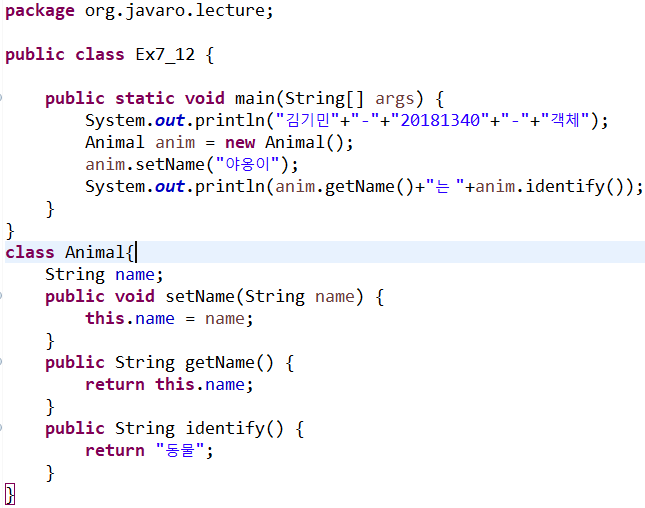 package org.javaro.lecture;
public class Ex7_12 {
public static void main(String[] args) {
System.out.println("김기민"+"-"+"20181340"+"-"+"객체");
Animal anim = new Animal();
anim.setName("야옹이");
System.out.println(anim.getName()+"는 "+anim.identify());
}
}
class Animal{
String name;
public void setName(String name) {
this.name = name;
}
public String getName() {
return this.name;
}
public String identify() {
return "동물";
}
}